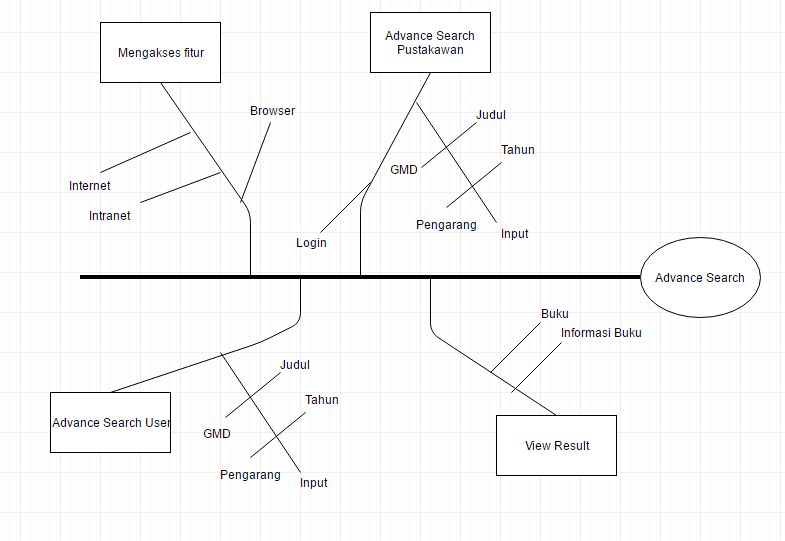 Mengakses fitur
Advance Search
Pustakawan
Browser
Judul
Tahun
GMD
Internet
Intranet
Pengarang
Input
Login
Advance Search
Buku
Informasi Buku
Judul
Tahun
Advance Search User
GMD
View Result
Pengarang
Input